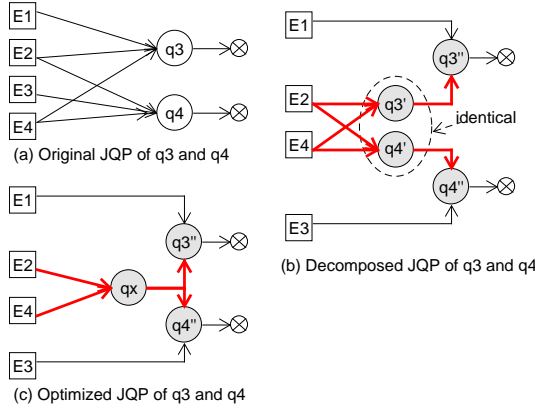 E1
E2
E3
E4
q3
q4
(a) Original JQP of q3 and q4
E1
E2
E4
E3
q3''
q3'
q4'
q4''
identical
(b) Decomposed JQP of q3 and q4
E1
E2
E4
E3
qx
q3''
q4''
(c) Optimized JQP of q3 and q4